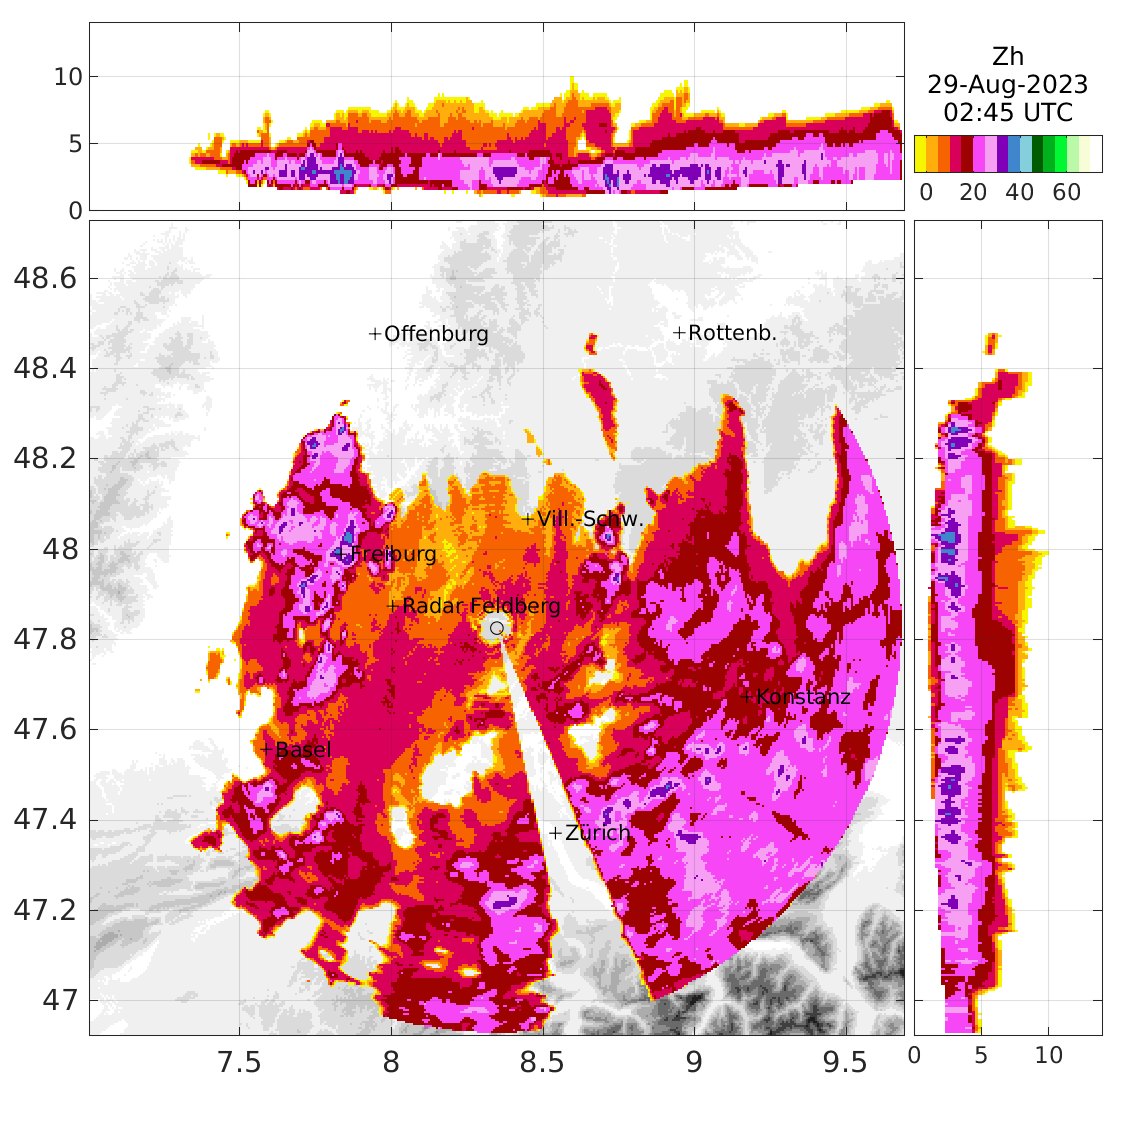 10
5
0
Zh
29-Aug-2023
02:45 UTC
0 20 40 60
48.6
48.4
48.2
48
47.8
47.6
47.4
47.2
47
+Offenburg
+Rottenb.
+Vill.-Schw.
+Freiburg
+Radar Feldberg
+Konstanz
+Basel
+Zürich
7.5 8 8.5 9 9.5
0 5 10